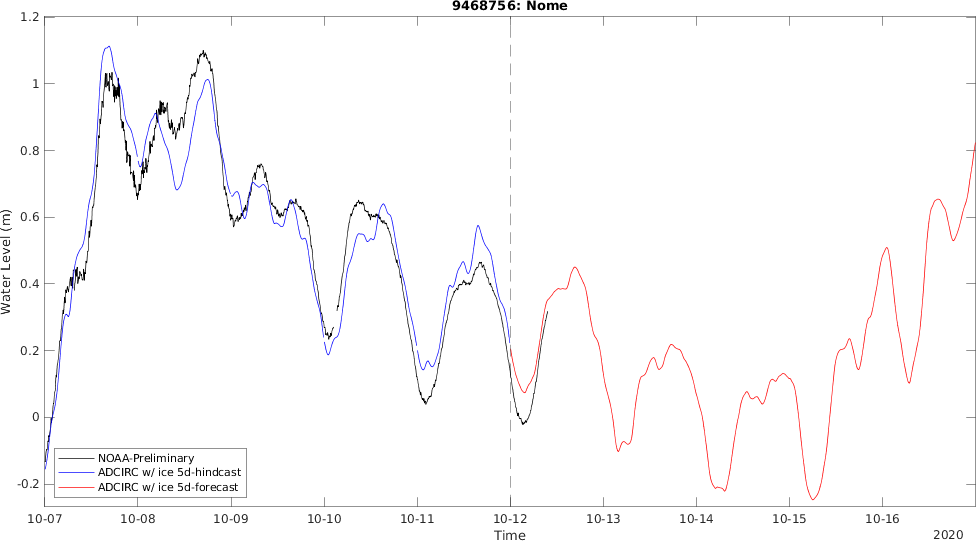 9468756: Nome
1.2
1
0.8
0.6
0.4
0.2
0
-0.2
Water Level (m)
NOAA-Preliminary
ADCIRC w/ ice 5d-hindcast
ADCIRC w/ ice 5d-forecast
10-07 10-08 10-09 10-10 10-11 10-12 10-13 10-14 10-15 10-16
Time
2020